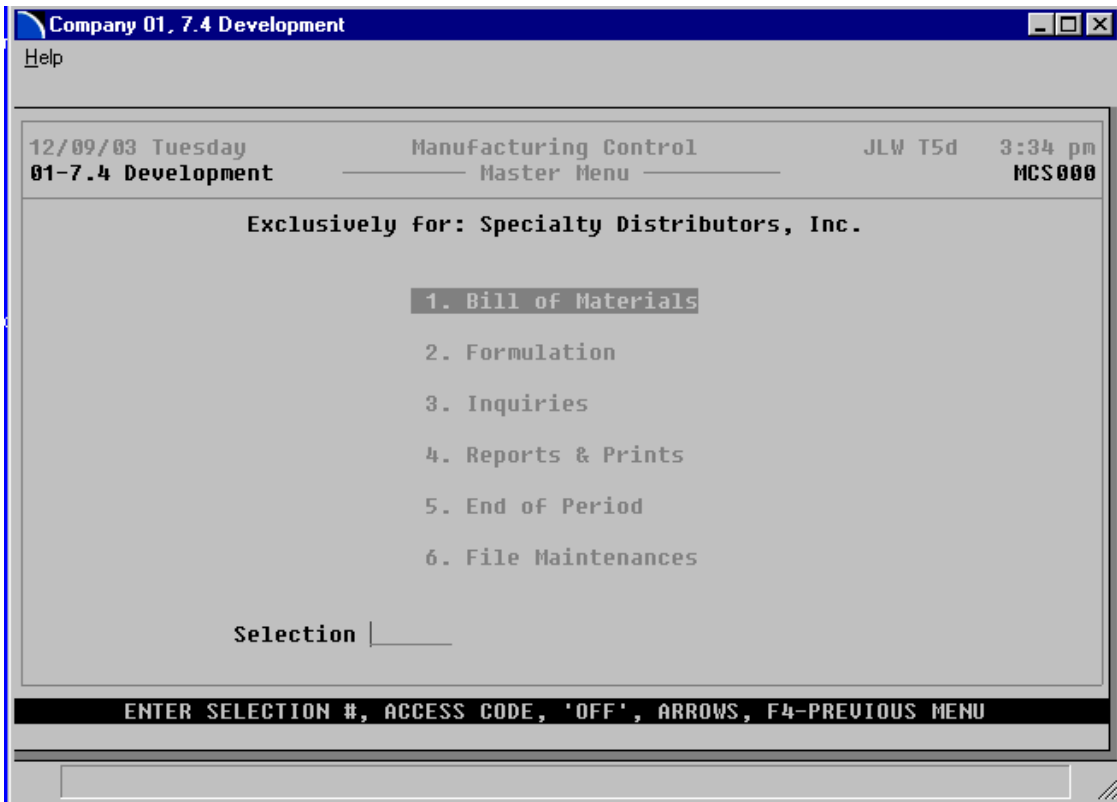 Company 01, 7.4 Development
Help
12/09/03 Tuesday Manufacturing Control JLW T5d 3:34 pm
01-7.4 Development Master Menu MCS000
Exclusively for: Specialty Distributors, Inc.
1. Bill of Materials
2. Formulation
3. Inquiries
4. Reports & Prints
5. End of Period
6. File Maintenances
Selection
ENTER SELECTION #, ACCESS CODE, 'OFF', ARROWS, F4-PREVIOUS MENU